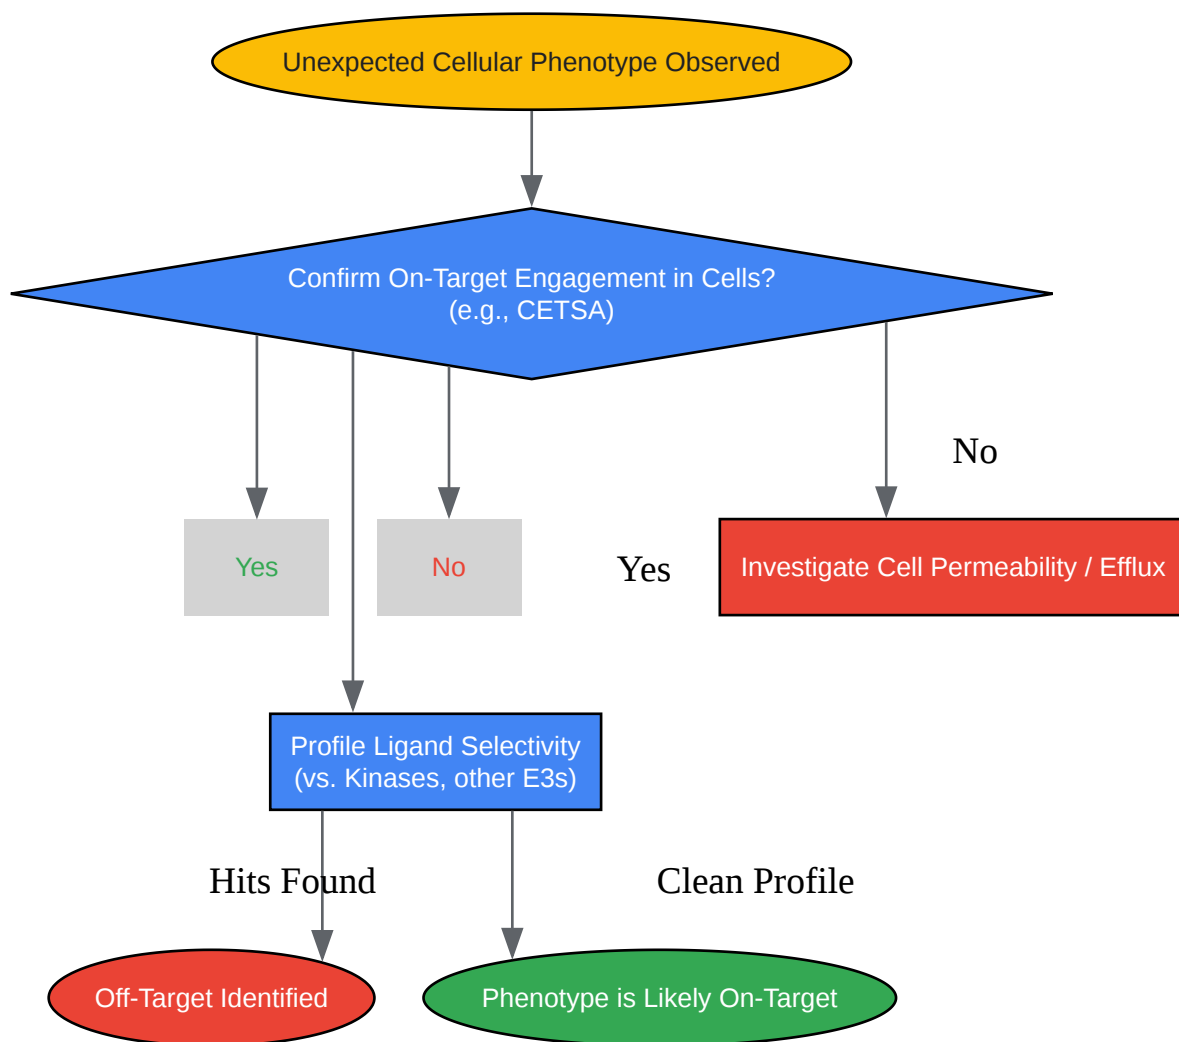 Unexpected Cellular Phenotype Observed
Confirm On-Target Engagement in Cells?
(e.g., CETSA)
No
Yes
No
Yes
Investigate Cell Permeability / Efflux
Profile Ligand Selectivity
(vs. Kinases, other E3s)
Hits Found
Clean Profile
Off-Target Identified
Phenotype is Likely On-Target